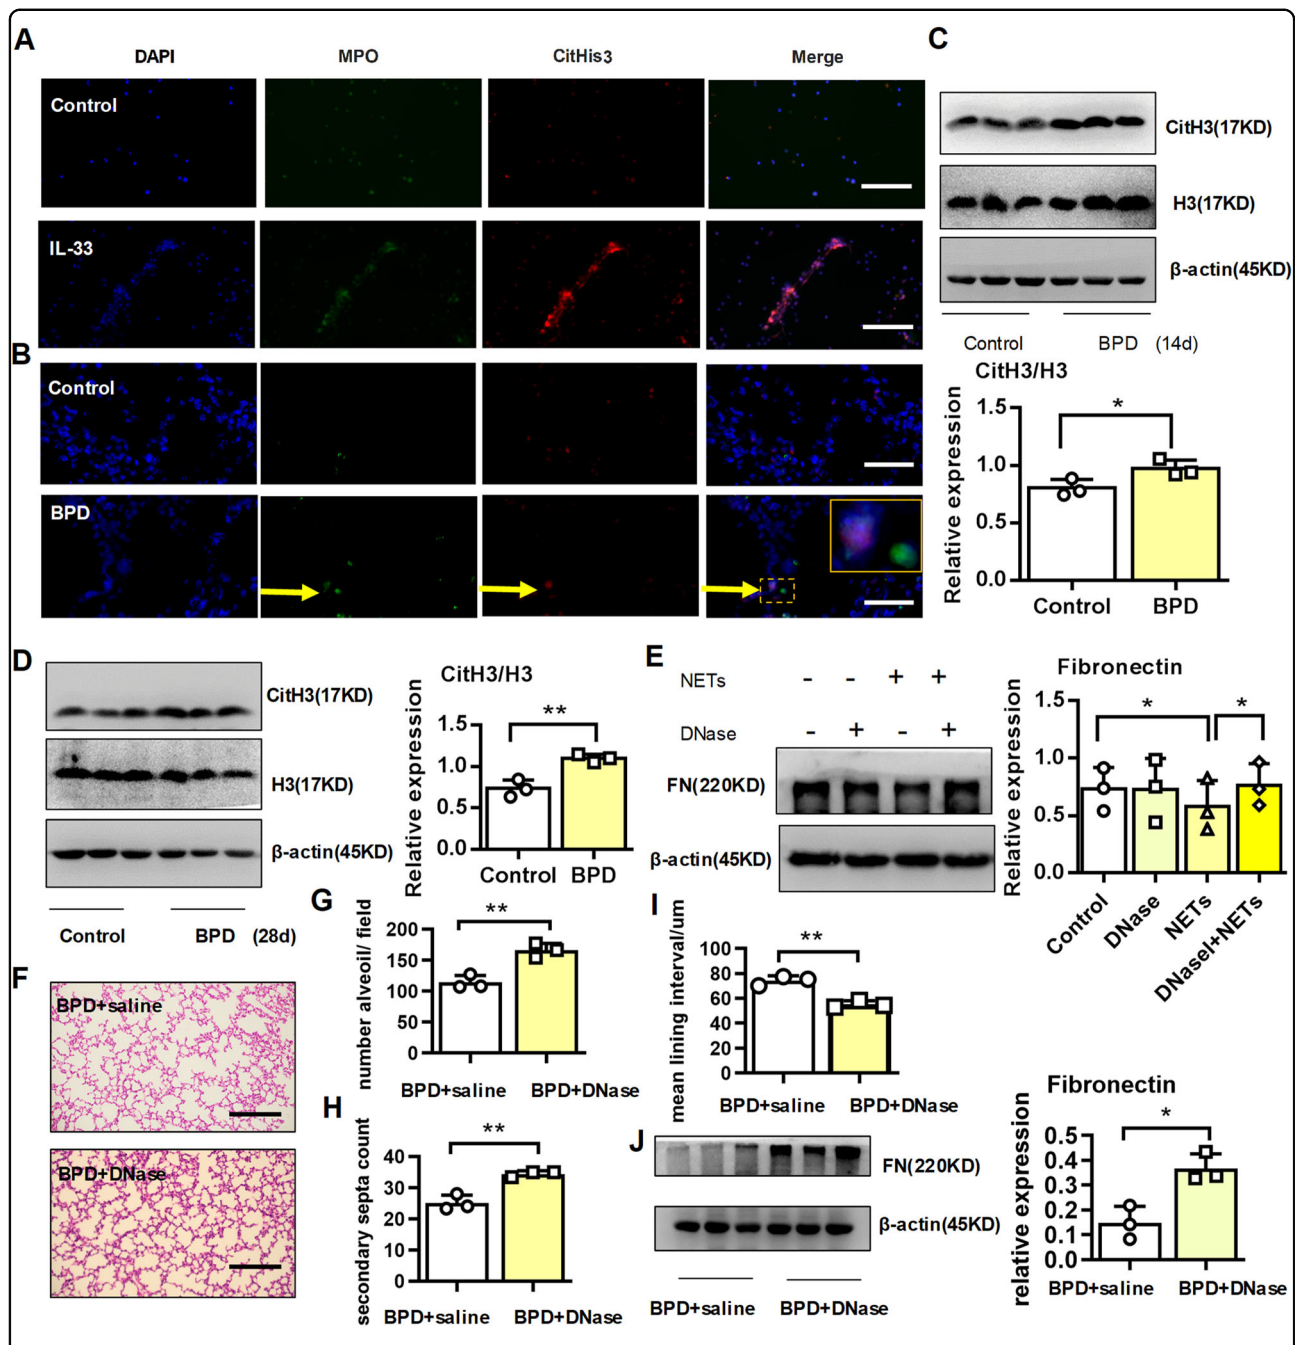 A
DAPI
MPO
CitHis3
Merge
Control
IL-33
B
Control
BPD
C
CitH3(17KD)
H3(17KD)
β-actin(45KD)
Control
BPD
(14d)
CitH3/H3
Relative expression
1.5
1.0
0.5
0.0
*
Control
BPD
D
CitH3(17KD)
H3(17KD)
β-actin(45KD)
Control
BPD
(28d)
CitH3/H3
Relative expression
1.5
1.0
0.5
0.0
**
Control
BPD
E
NETs
- - + +
DNase
- + - +
FN(220KD)
β-actin(45KD)
Fibronectin
Relative expression
1.5
1.0
0.5
0.0
*
*
Control
DNase
NETs
DNaseI+NETs
F
BPD+saline
BPD+DNase
G
number alveoil/ field
200
150
100
50
0
**
BPD+saline
BPD+DNase
H
secondary septa count
40
30
20
10
0
**
BPD+saline
BPD+DNase
I
mean lining interval/um
100
80
60
40
20
0
**
BPD+saline
BPD+DNase
J
FN(220KD)
β-actin(45KD)
BPD+saline
BPD+DNase
Fibronectin
relative expression
0.5
0.4
0.3
0.2
0.1
0.0
*
BPD+saline
BPD+DNase